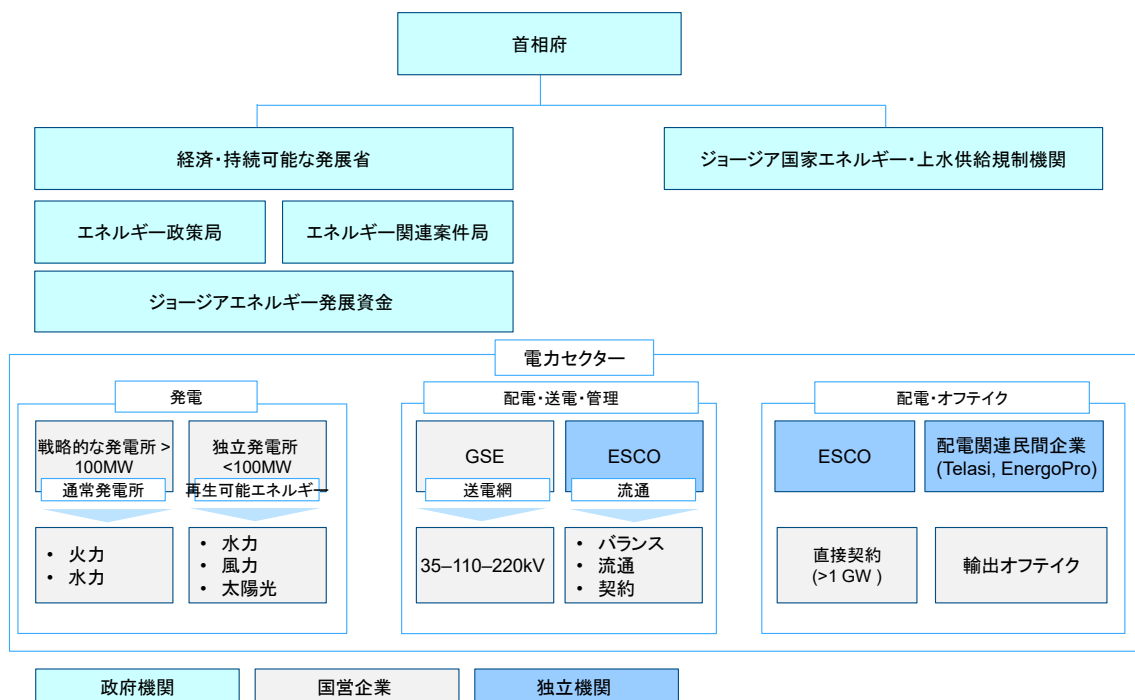 首相府
経済・持続可能な発展省
ジョージア国家エネルギー・上水供給規制機関
エネルギー政策局
エネルギー関連案件局
ジョージアエネルギー発展資金
電力セクター
発電
戦略的な発電所 >
100MW
通常発電所
• 火力
• 水力
独立発電所
<100MW
再生可能エネルギー
• 水力
• 風力
• 太陽光
配電・送電・管理
GSE
送電網
35–110–220kV
ESCO
流通
• バランス
• 流通
• 契約
配電・オフテイク
ESCO
配電関連民間企業
(Telasi, EnergoPro)
直接契約
(>1 GW )
輸出オフテイク
政府機関
国営企業
独立機関